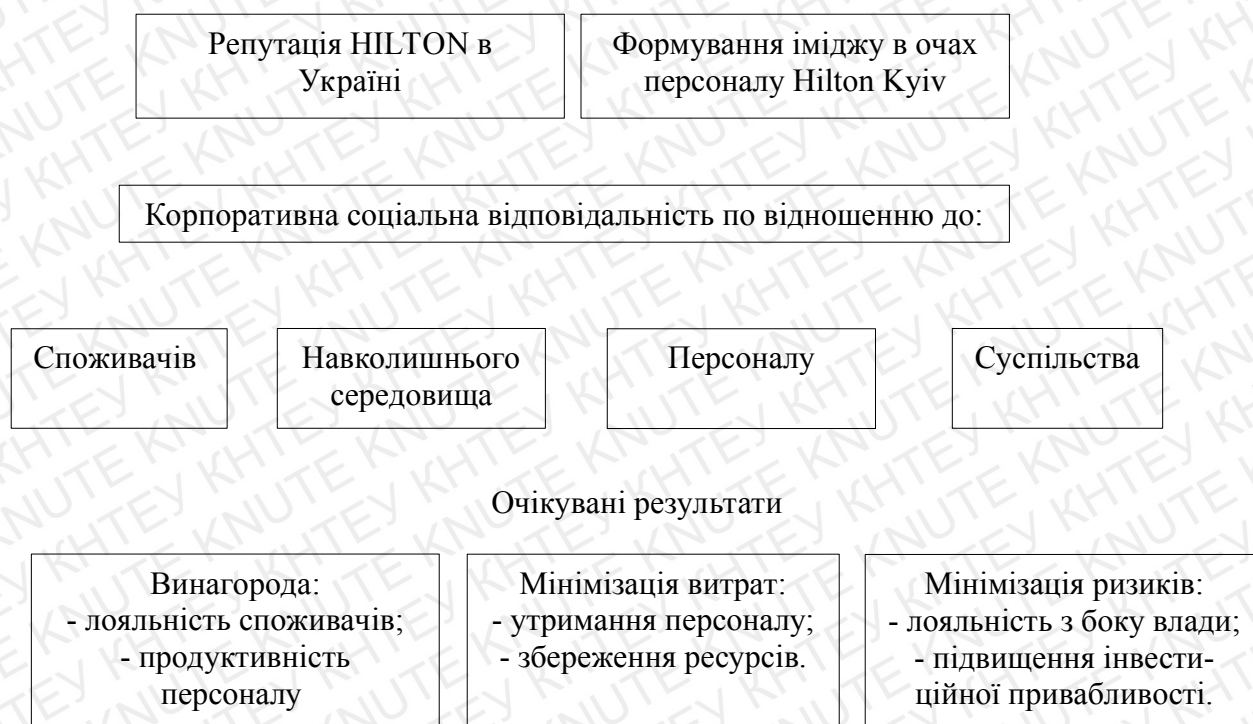 Репутація HILTON в
Україні
Формування іміджу в очах
персоналу Hilton Kyiv
Корпоративна соціальна відповідальність по відношенню до:
Споживачів
Навколишнього
середовища
Персоналу
Суспільства
Очікувані результати
Винагорода:
- лояльність споживачів;
- продуктивність
персоналу
Мінімізація витрат:
- утримання персоналу;
- збереження ресурсів.
Мінімізація ризиків:
- лояльність з боку влади;
- підвищення інвести-
ційної привабливості.